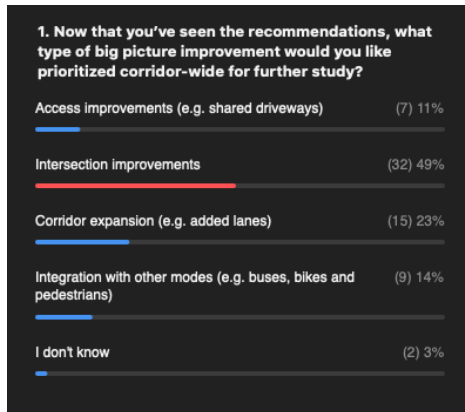 1. Now that you've seen the recommendations, what
type of big picture improvement would you like
prioritized corridor-wide for further study?
Access improvements (e.g. shared driveways) (7) 11%
Intersection improvements (32) 49%
Corridor expansion (e.g. added lanes) (15) 23%
Integration with other modes (e.g. buses, bikes and (9) 14%
pedestrians)
I don't know (2) 3%